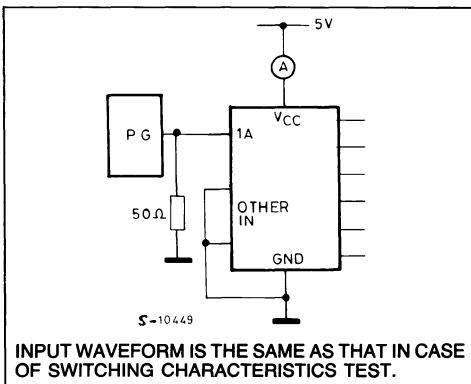 5V
A
VCC
PG
1A
50Ω
OTHER
IN
GND
S-10449
INPUT WAVEFORM IS THE SAME AS THAT IN CASE
OF SWITCHING CHARACTERISTICS TEST.